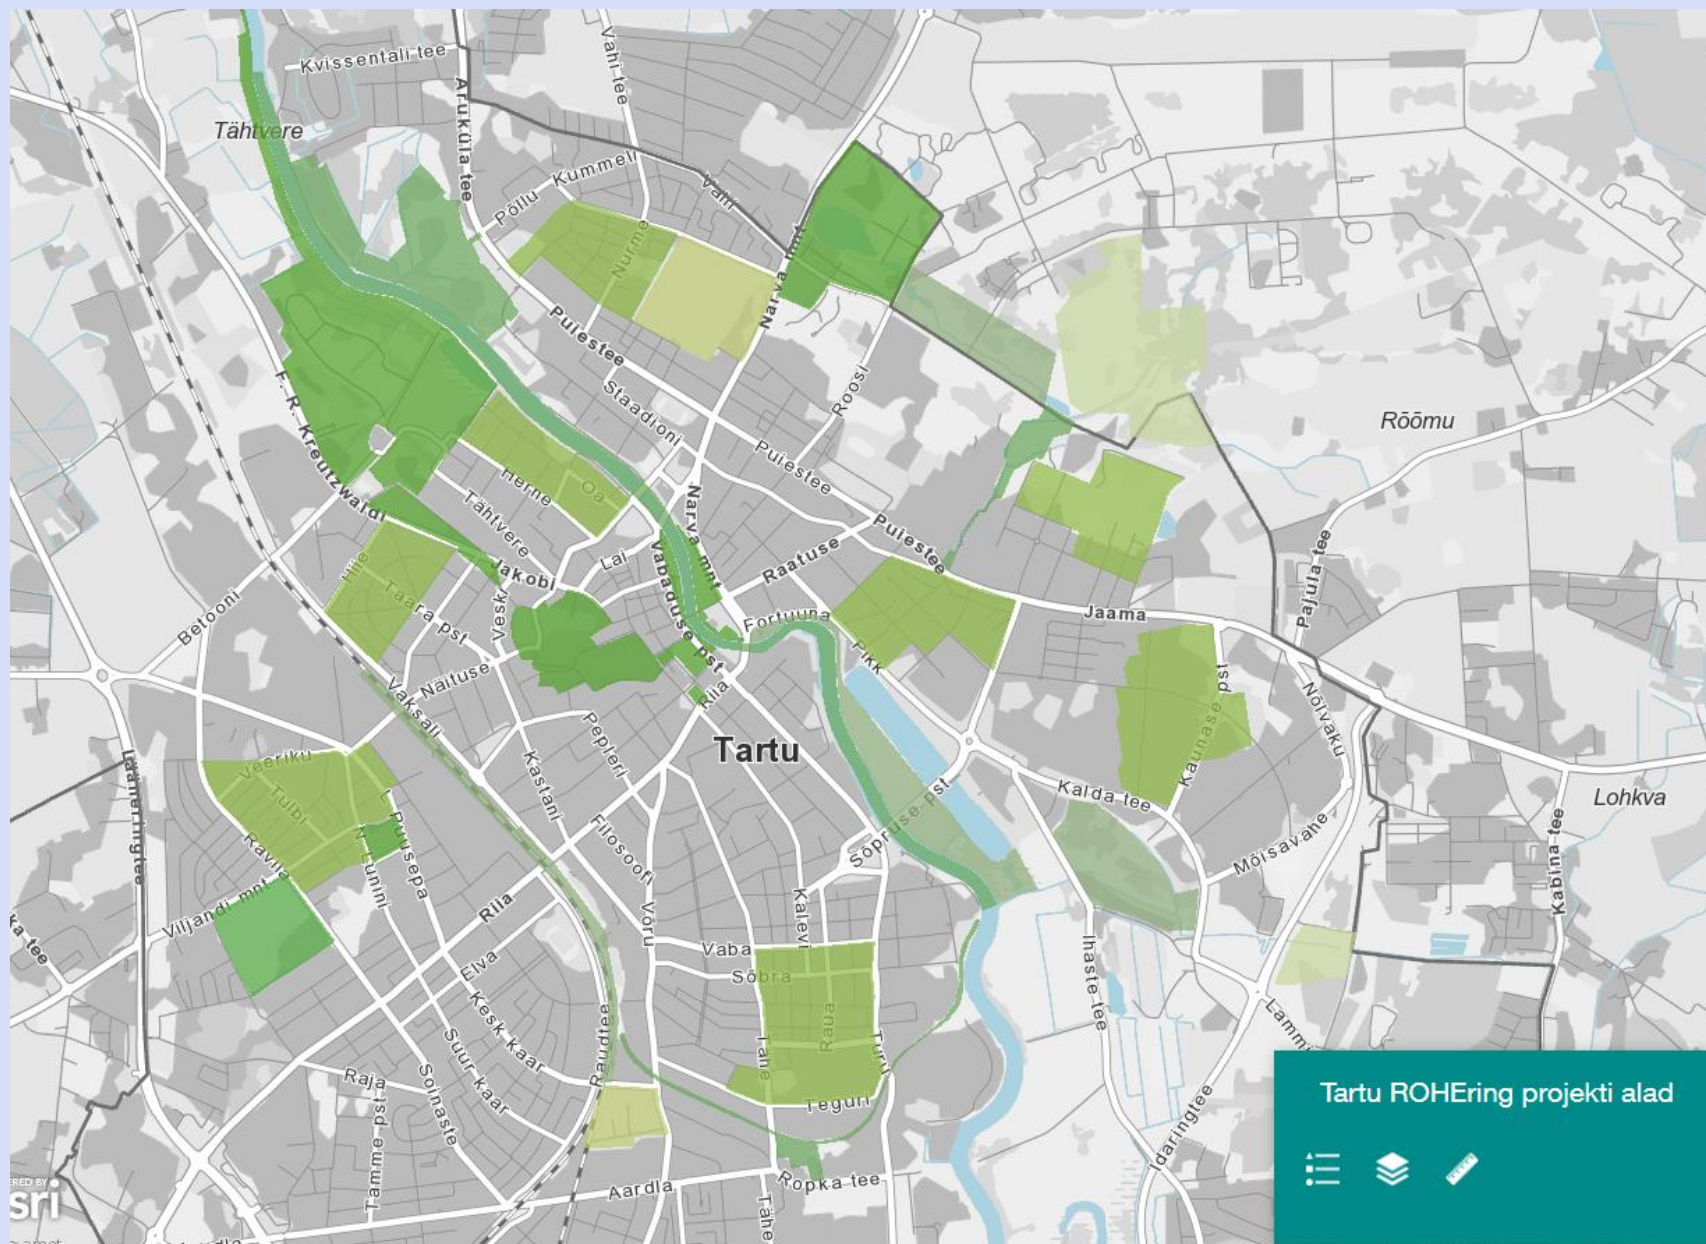 Kvissentali tee
Vahi tee
Aruküla tee
Tähtvere
Kummeli
Põllu
Vahi
Nurme
Narva mnt
Puiestee
Staadioni
Roosi
Puiestee
F. R. Kreutzwaldi
Rõõmu
Herne
Oa
Tähtvere
Narva mnt
Puiestee
Raatuse
Lai
Vabaduse pst
Jakobi
Hiie
Taara pst
Veski
Betooni
Fortuuna
Jaama
Pajula tee
Pikk
Näituse
Vaksali
Riia
Kaunase pst
Nõlvaku
Pepleri
Tartu
Veeriku
Kastani
Tulbi
L. Puusepa
N. Lunini
Ravila
Filosoofi
Sõpruse pst
Kalda tee
Lohkva
Mõisavahe
Kabina tee
Viljandi mnt
Riia
Võru
Kalevi
Vaba
Sõbra
Elva
Ihaste tee
Kesk kaar
Suur kaar
Raudtee
Raua
Tähe
Turu
Raja
Soinaste
Tamme pst
Teguri
Idaringtee
Aardla
Ropka tee
Tähe
Tartu ROHEring projekti alad